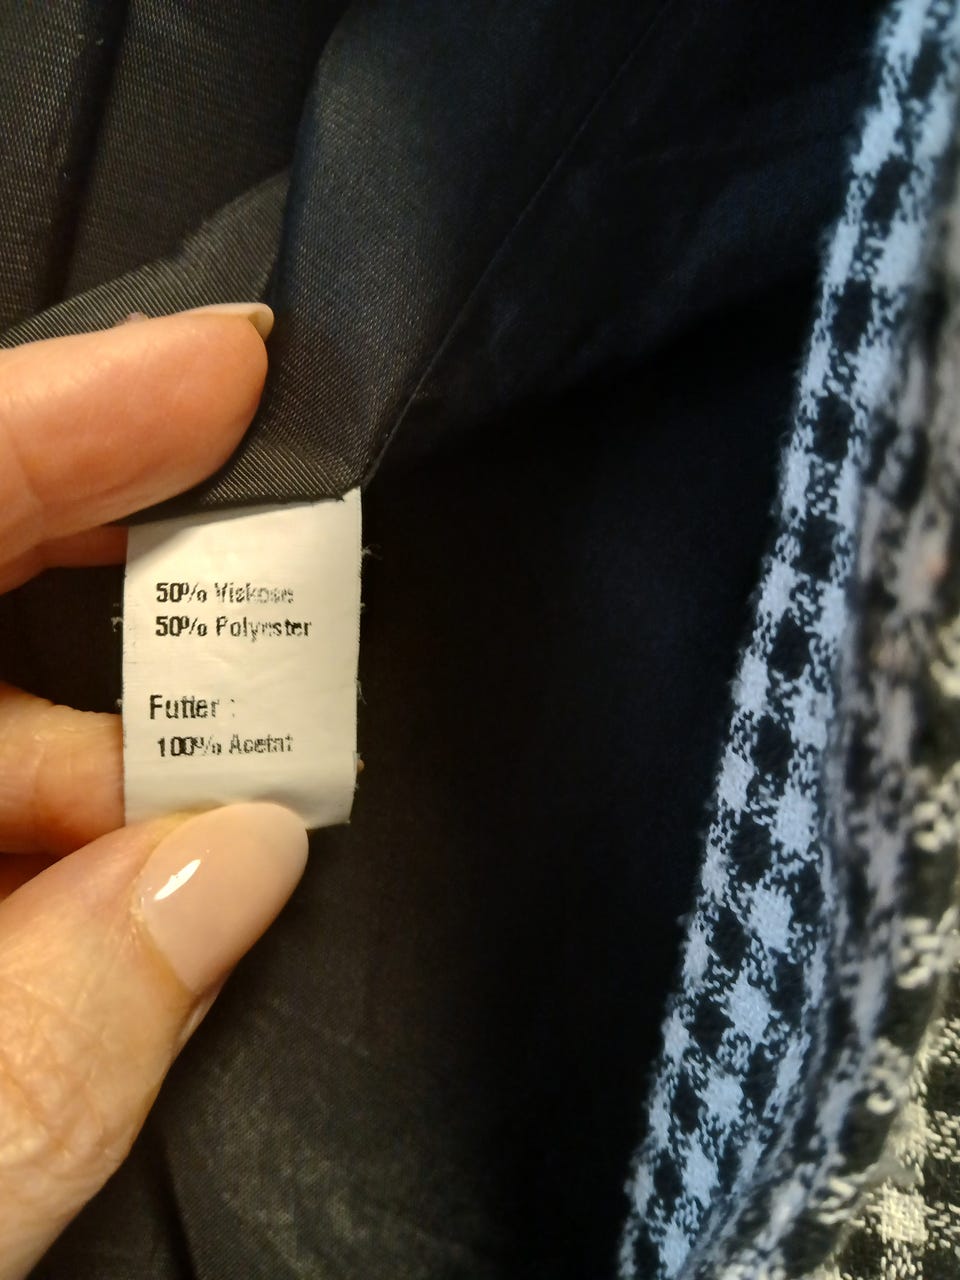 50% Viskose
50% Polyester
Futter :
100% Acetat